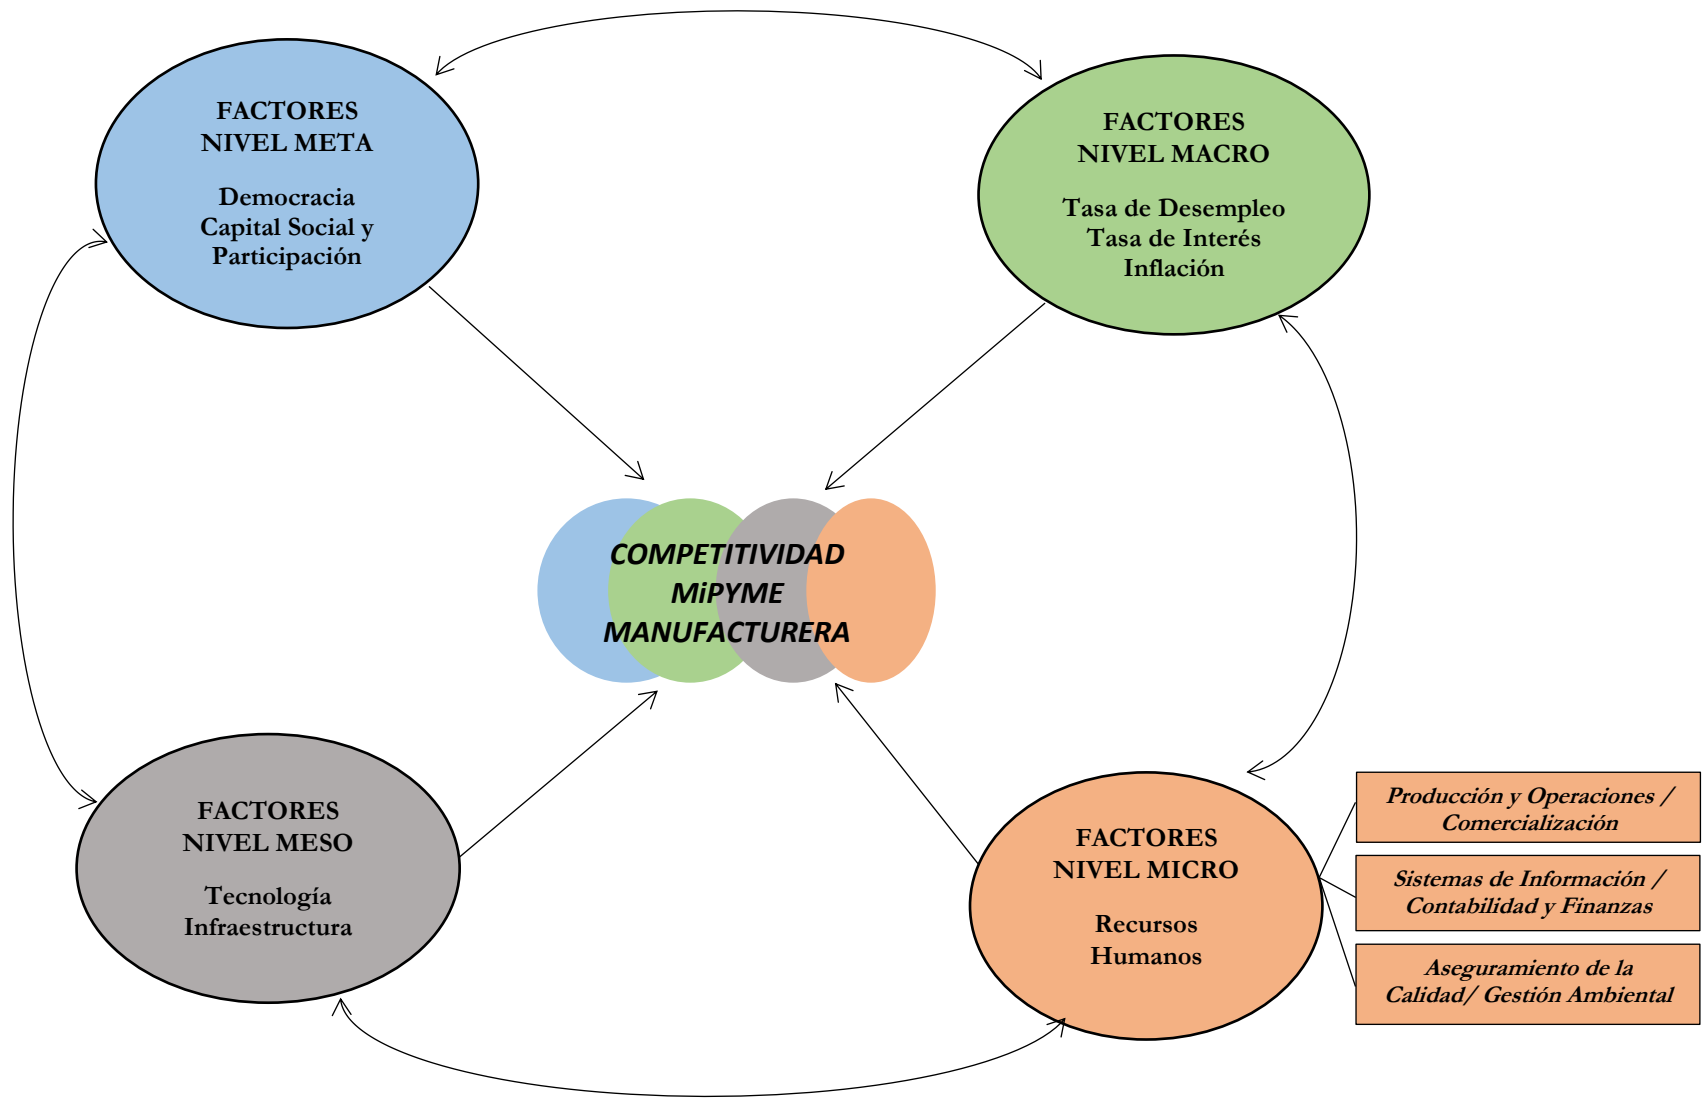 FACTORES
NIVEL META
Democracia
Capital Social y
Participación
FACTORES
NIVEL MACRO
Tasa de Desempleo
Tasa de Interés
Inflación
COMPETITIVIDAD
MiPYME
MANUFACTURERA
FACTORES
NIVEL MESO
Tecnología
Infraestructura
FACTORES
NIVEL MICRO
Recursos
Humanos
Producción y Operaciones /
Comercialización
Sistemas de Información /
Contabilidad y Finanzas
Aseguramiento de la
Calidad/ Gestión Ambiental